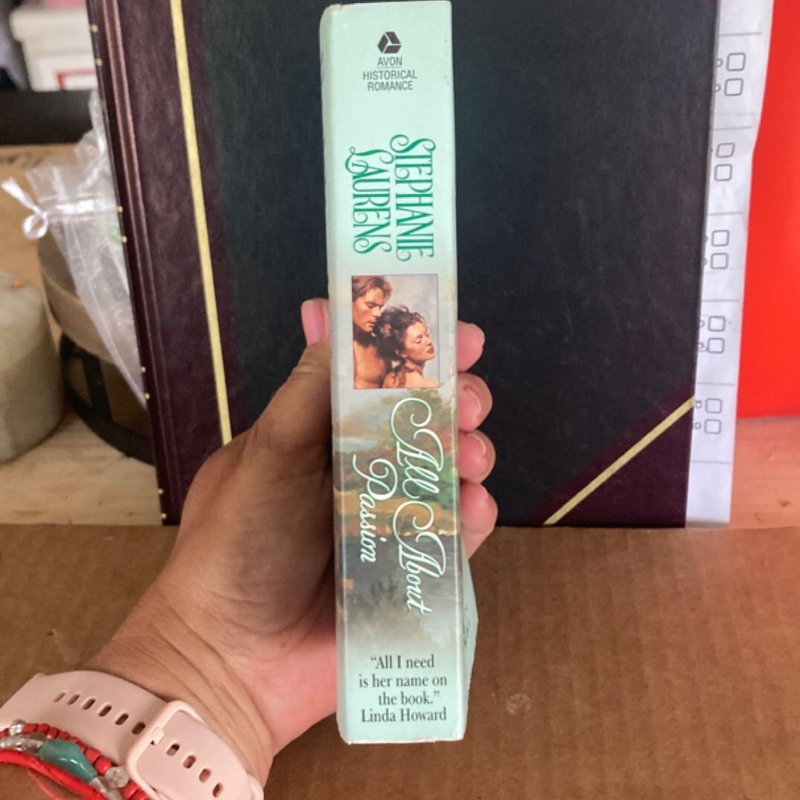 AVON
HISTORICAL
ROMANCE
STEPHANIE
LAURENS
All About
Passion
"All I need
is her name on
the book."
Linda Howard